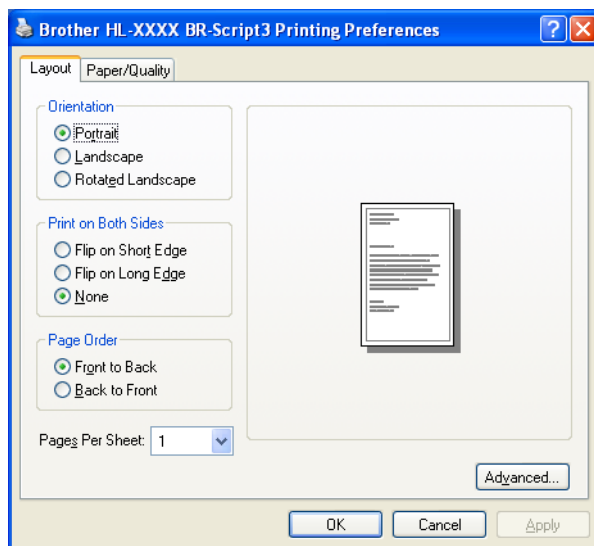 Brother HL-XXXX BR-Script3 Printing Preferences
Layout
Paper/Quality
Orientation
Portrait
Landscape
Rotated Landscape
Print on Both Sides
Flip on Short Edge
Flip on Long Edge
None
Page Order
Front to Back
Back to Front
Pages Per Sheet: 1
Advanced...
OK
Cancel
Apply